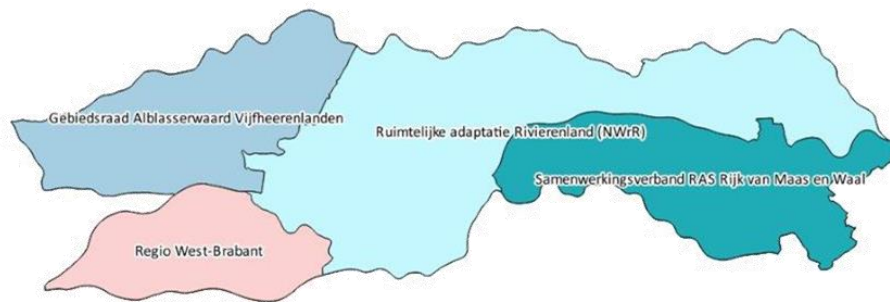 Gebiedsraad Alblasserwaard Vijfheerenlanden
Ruimtelijke adaptatie Rivierenland (NWrR)
Samenwerkingsverband RAS Rijk van Maas en Waal
Regio West-Brabant